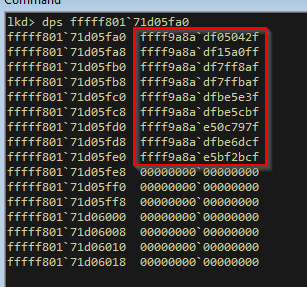 Command
lkd> dps fffff801`71d05fa0
fffff801`71d05fa0 ffff9a8a`df05042f
fffff801`71d05fa8 ffff9a8a`df15a0ff
fffff801`71d05fb0 ffff9a8a`df7ff8af
fffff801`71d05fb8 ffff9a8a`df7ffbaf
fffff801`71d05fc0 ffff9a8a`dfbe5e3f
fffff801`71d05fc8 ffff9a8a`dfbe5cbf
fffff801`71d05fd0 ffff9a8a`e50c797f
fffff801`71d05fd8 ffff9a8a`dfbe6dcf
fffff801`71d05fe0 ffff9a8a`e5bf2bcf
fffff801`71d05fe8 00000000`00000000
fffff801`71d05ff0 00000000`00000000
fffff801`71d05ff8 00000000`00000000
fffff801`71d06000 00000000`00000000
fffff801`71d06008 00000000`00000000
fffff801`71d06010 00000000`00000000
fffff801`71d06018 00000000`00000000